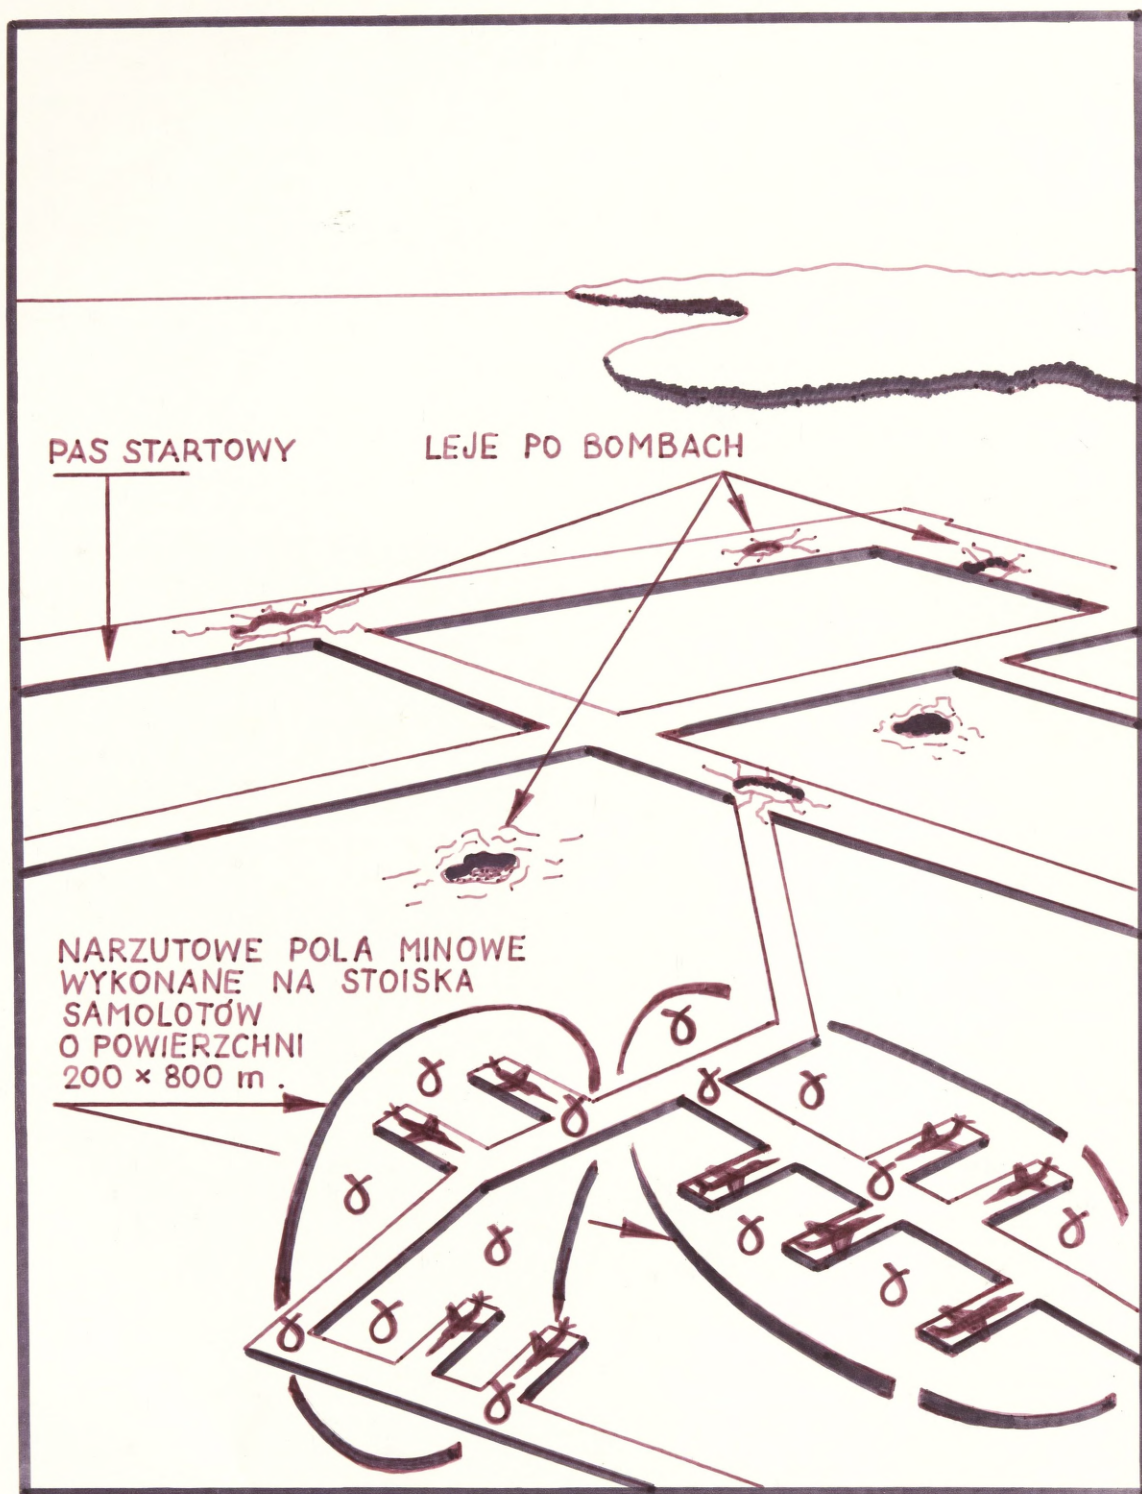 PAS STARTOWY
LEJE PO BOMBACH
NARZUTOWE POLA MINOWE
WYKONANE NA STOISKA
SAMOLOTÓW
O POWIERZCHNI
200 × 800 m .